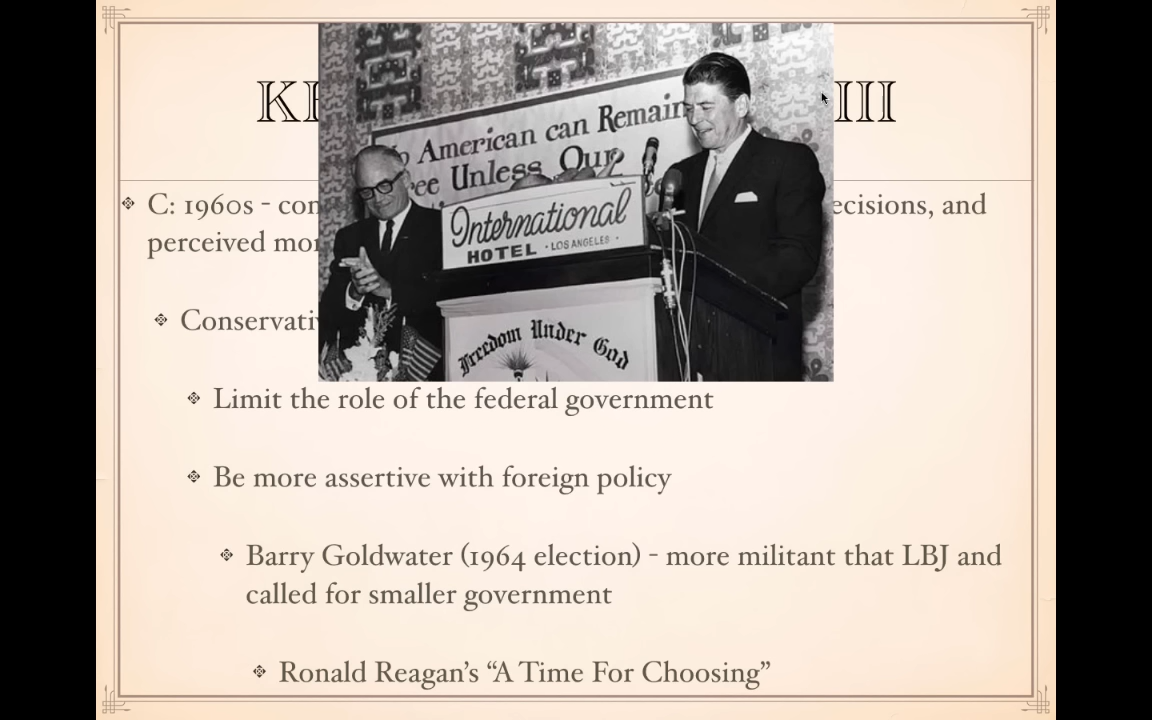 KE
III
No American can Remain
Free Unless Our
International
HOTEL · LOS ANGELES ·
Freedom Under God
C: 1960s - con
ecisions, and
perceived mor
Conservativ
Limit the role of the federal government
Be more assertive with foreign policy
Barry Goldwater (1964 election) - more militant that LBJ and
called for smaller government
Ronald Reagan’s “A Time For Choosing”